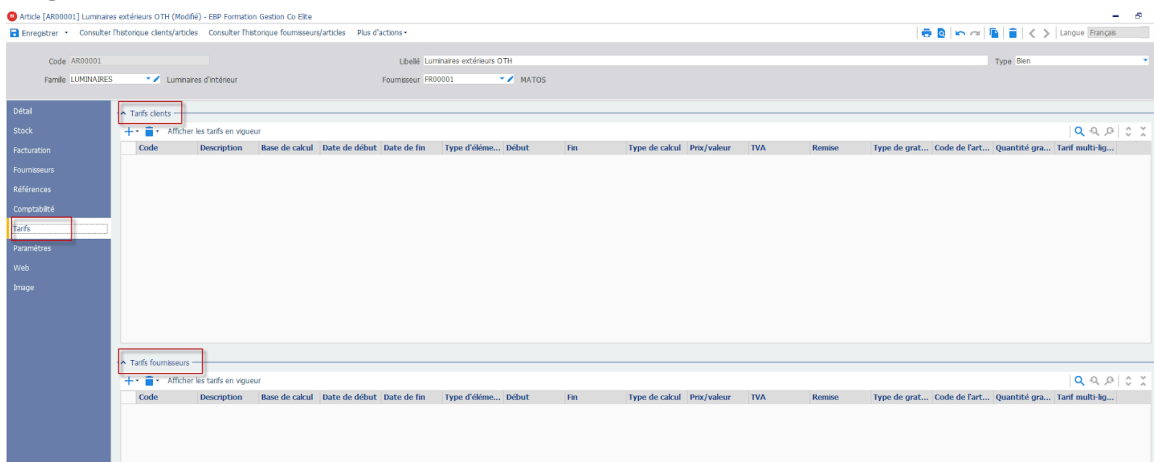 Article [AR00001] Luminaires extérieurs OTH (Modifié) - EBP Formation Gestion Co Elite
Enregistrer Consulter l'historique clients/articles Consulter l'historique fournisseurs/articles Plus d'actions Langue Français
Code AR00001 Libellé Luminaires extérieurs OTH Type Bien
Famille LUMINAIRES Luminaires d'intérieur Fournisseur FR00001 MATOS
Détail
Stock
Facturation
Fournisseurs
Références
Comptabilité
Tarifs
Paramètres
Web
Image
Tarifs clients
Afficher les tarifs en vigueur
Code Description Base de calcul Date de début Date de fin Type d'éléme... Début Fin Type de calcul Prix/valeur TVA Remise Type de grat... Code de l'art... Quantité gra... Tarif multi-lig...
Tarifs fournisseurs
Afficher les tarifs en vigueur
Code Description Base de calcul Date de début Date de fin Type d'éléme... Début Fin Type de calcul Prix/valeur TVA Remise Type de grat... Code de l'art... Quantité gra... Tarif multi-lig...